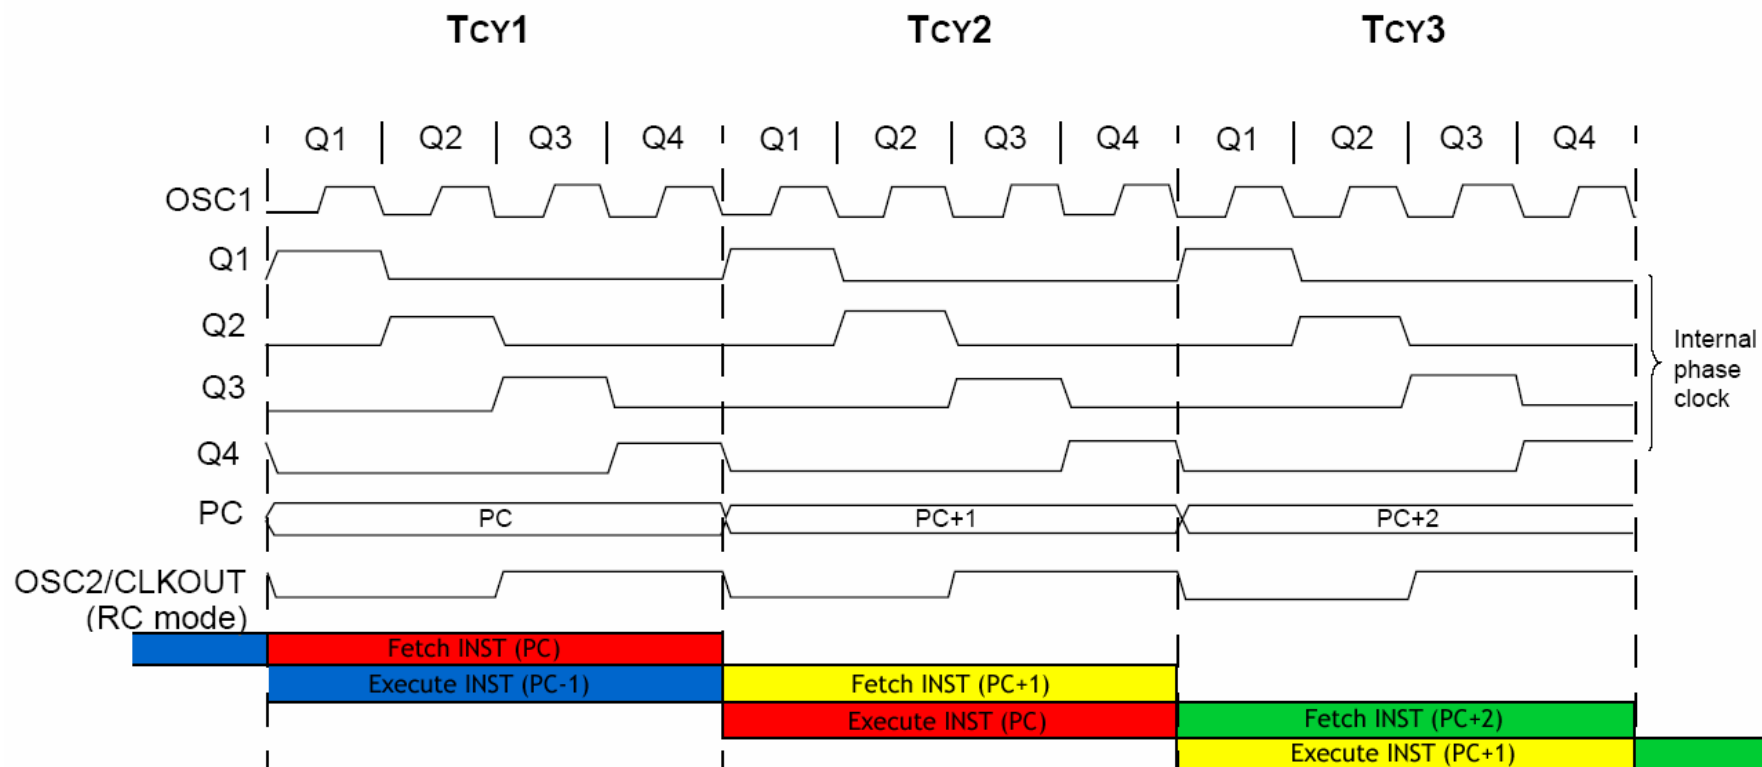 TCY1 TCY2 TCY3
Q1 Q2 Q3 Q4 Q1 Q2 Q3 Q4 Q1 Q2 Q3 Q4
OSC1
Q1
Q2
Q3
Q4
Internal
phase
clock
PC PC PC+1 PC+2
OSC2/CLKOUT
(RC mode)
Fetch INST (PC)
Execute INST (PC-1) Fetch INST (PC+1)
Execute INST (PC) Fetch INST (PC+2)
Execute INST (PC+1)